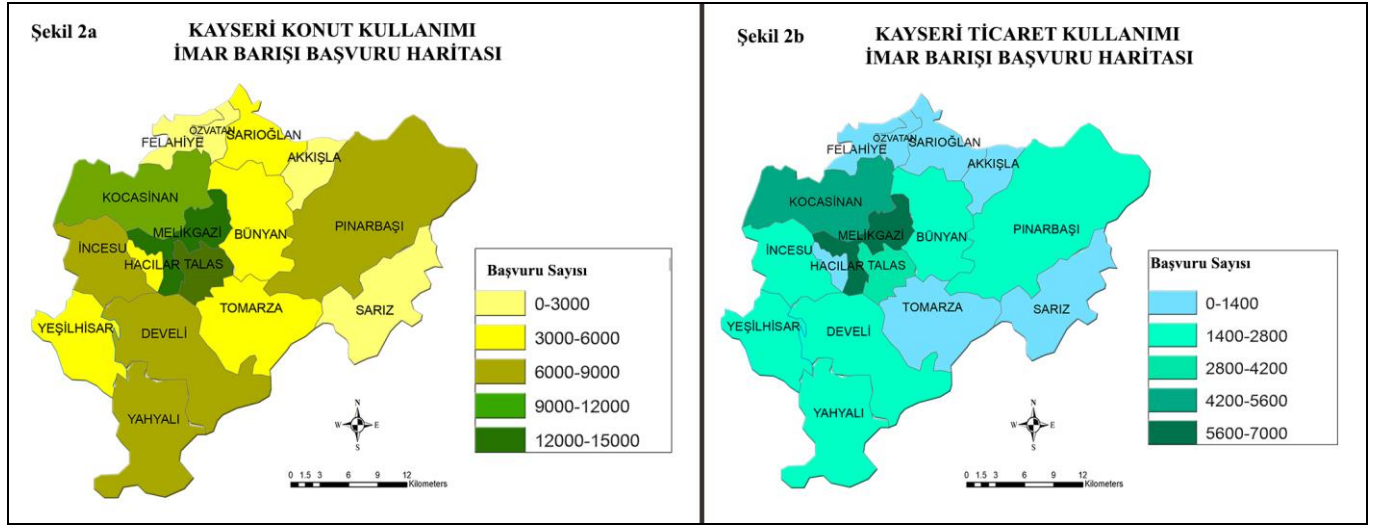 Şekil 2a
KAYSERİ KONUT KULLANIMI
İMAR BARIŞI BAŞVURU HARİTASI
ÖZVATAN
SARIOĞLAN
FELAHİYE
AKKIŞLA
KOCASİNAN
MELİKGAZİ
BÜNYAN
PINARBAŞI
İNCESU
HACILAR
TALAS
TOMARZA
SARIZ
YEŞİLHİSAR
DEVELİ
YAHYALI
Başvuru Sayısı
0-3000
3000-6000
6000-9000
9000-12000
12000-15000
N
W E
S
0 1.5 3 6 9 12
Kilometers
Şekil 2b
KAYSERİ TİCARET KULLANIMI
İMAR BARIŞI BAŞVURU HARİTASI
ÖZVATAN
SARIOĞLAN
FELAHİYE
AKKIŞLA
KOCASİNAN
MELİKGAZİ
BÜNYAN
PINARBAŞI
İNCESU
HACILAR
TALAS
TOMARZA
SARIZ
YEŞİLHİSAR
DEVELİ
YAHYALI
Başvuru Sayısı
0-1400
1400-2800
2800-4200
4200-5600
5600-7000
N
W E
S
0 1.5 3 6 9 12
Kilometers